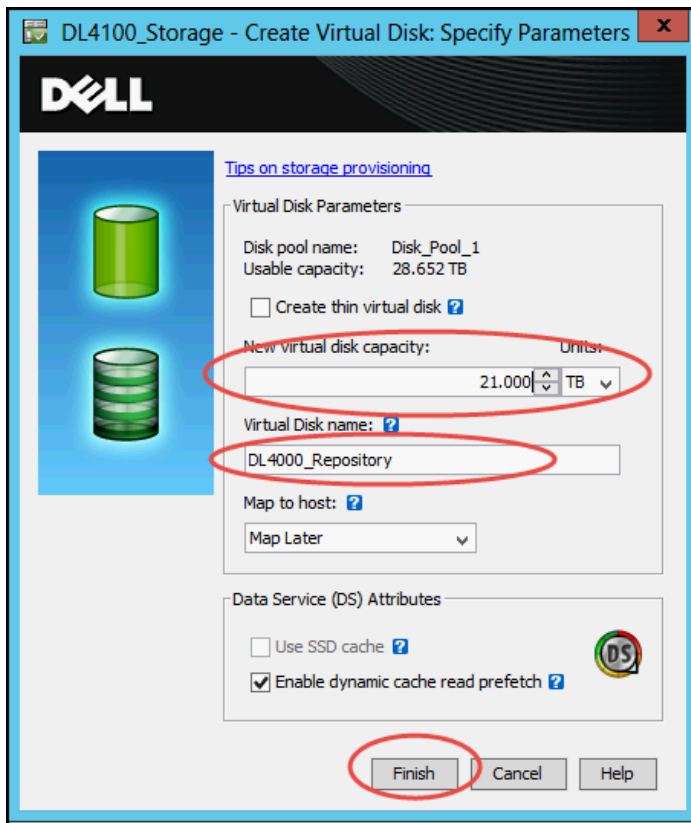 DL4100_Storage - Create Virtual Disk: Specify Parameters x
DELL
Tips on storage provisioning
Virtual Disk Parameters
Disk pool name: Disk_Pool_1
Usable capacity: 28.652 TB
Create thin virtual disk ?
New virtual disk capacity: Units:
21.000 TB
Virtual Disk name: ?
DL4000_Repository
Map to host: ?
Map Later
Data Service (DS) Attributes
Use SSD cache ?
DS
Enable dynamic cache read prefetch ?
Finish Cancel Help